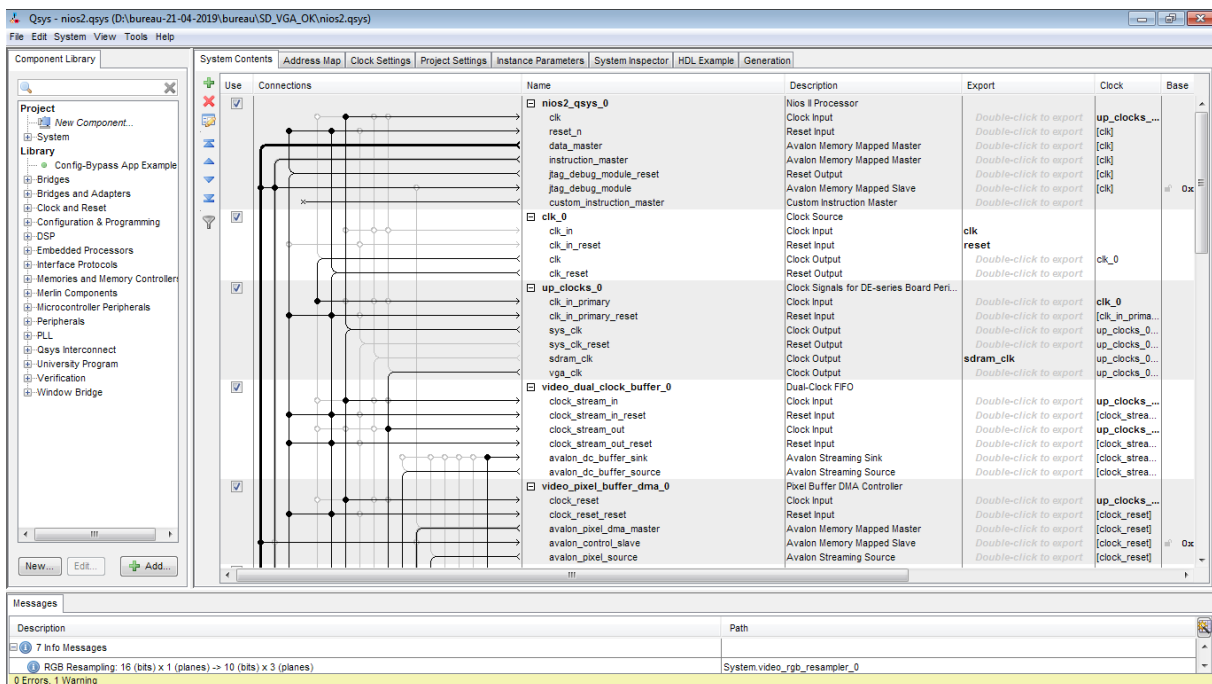 Qsys - nios2.qsys (D:\bureau-21-04-2019\bureau\SD_VGA_OK\nios2.qsys)
File Edit System View Tools Help
Component Library
Project
New Component...
System
Library
Config-Bypass App Example
Bridges
Bridges and Adapters
Clock and Reset
Configuration & Programming
DSP
Embedded Processors
Interface Protocols
Memories and Memory Controllers
Merlin Components
Microcontroller Peripherals
Peripherals
PLL
Qsys Interconnect
University Program
Verification
Window Bridge
New... Edit... Add...
System Contents Address Map Clock Settings Project Settings Instance Parameters System Inspector HDL Example Generation
Use Connections Name Description Export Clock Base
nios2_qsys_0 Nios II Processor
clk Clock Input Double-click to export up_clocks_...
reset_n Reset Input Double-click to export [clk]
data_master Avalon Memory Mapped Master Double-click to export [clk]
instruction_master Avalon Memory Mapped Master Double-click to export [clk]
jtag_debug_module_reset Reset Output Double-click to export [clk]
jtag_debug_module Avalon Memory Mapped Slave Double-click to export [clk] 0x
custom_instruction_master Custom Instruction Master Double-click to export
clk_0 Clock Source
clk_in Clock Input clk
clk_in_reset Reset Input reset
clk Clock Output Double-click to export clk_0
clk_reset Reset Output Double-click to export
up_clocks_0 Clock Signals for DE-series Board Peri...
clk_in_primary Clock Input Double-click to export clk_0
clk_in_primary_reset Reset Input Double-click to export [clk_in_prima...
sys_clk Clock Output Double-click to export up_clocks_0...
sys_clk_reset Reset Output Double-click to export up_clocks_0...
sdram_clk Clock Output sdram_clk up_clocks_0...
vga_clk Clock Output Double-click to export up_clocks_0...
video_dual_clock_buffer_0 Dual-Clock FIFO
clock_stream_in Clock Input Double-click to export up_clocks_...
clock_stream_in_reset Reset Input Double-click to export [clock_strea...
clock_stream_out Clock Input Double-click to export up_clocks_...
clock_stream_out_reset Reset Input Double-click to export [clock_strea...
avalon_dc_buffer_sink Avalon Streaming Sink Double-click to export [clock_strea...
avalon_dc_buffer_source Avalon Streaming Source Double-click to export [clock_strea...
video_pixel_buffer_dma_0 Pixel Buffer DMA Controller
clock_reset Clock Input Double-click to export up_clocks_...
clock_reset_reset Reset Input Double-click to export [clock_reset]
avalon_pixel_dma_master Avalon Memory Mapped Master Double-click to export [clock_reset]
avalon_control_slave Avalon Memory Mapped Slave Double-click to export [clock_reset] 0x
avalon_pixel_source Avalon Streaming Source Double-click to export [clock_reset]
Messages
Description Path
7 Info Messages
RGB Resampling: 16 (bits) x 1 (planes) -> 10 (bits) x 3 (planes) System.video_rgb_resampler_0
0 Errors, 1 Warning